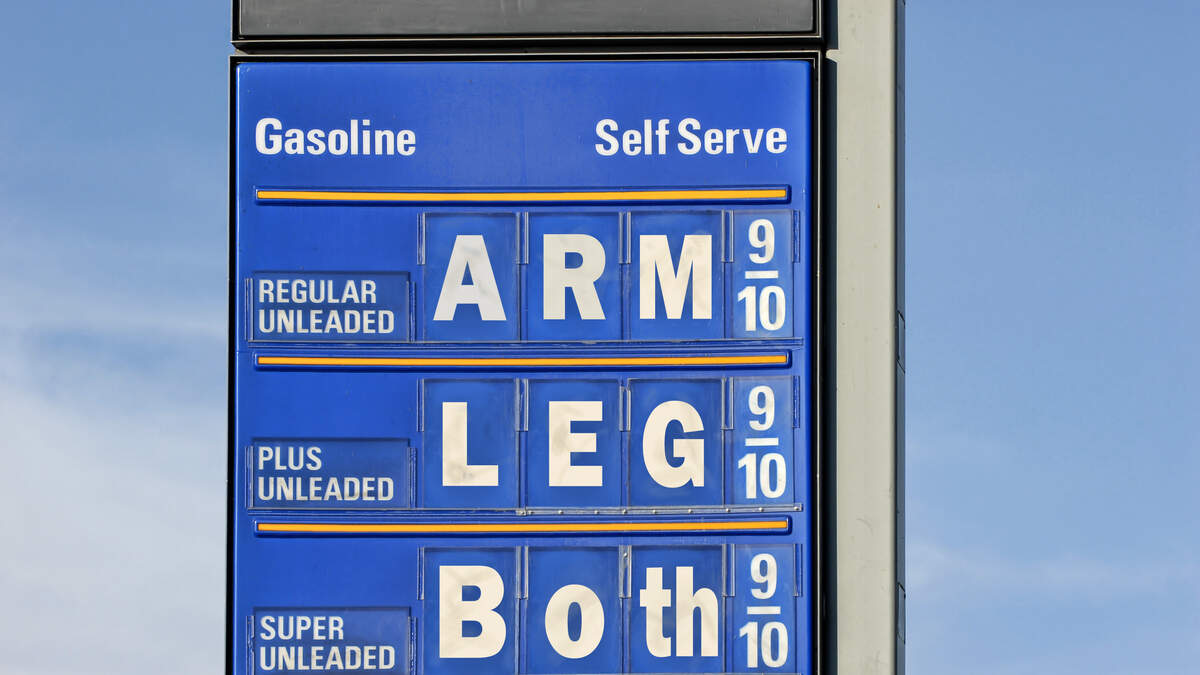 Gasoline Self Serve
REGULAR
UNLEADED
ARM 9/10
PLUS
UNLEADED
LEG 9/10
SUPER
UNLEADED
Both 9/10